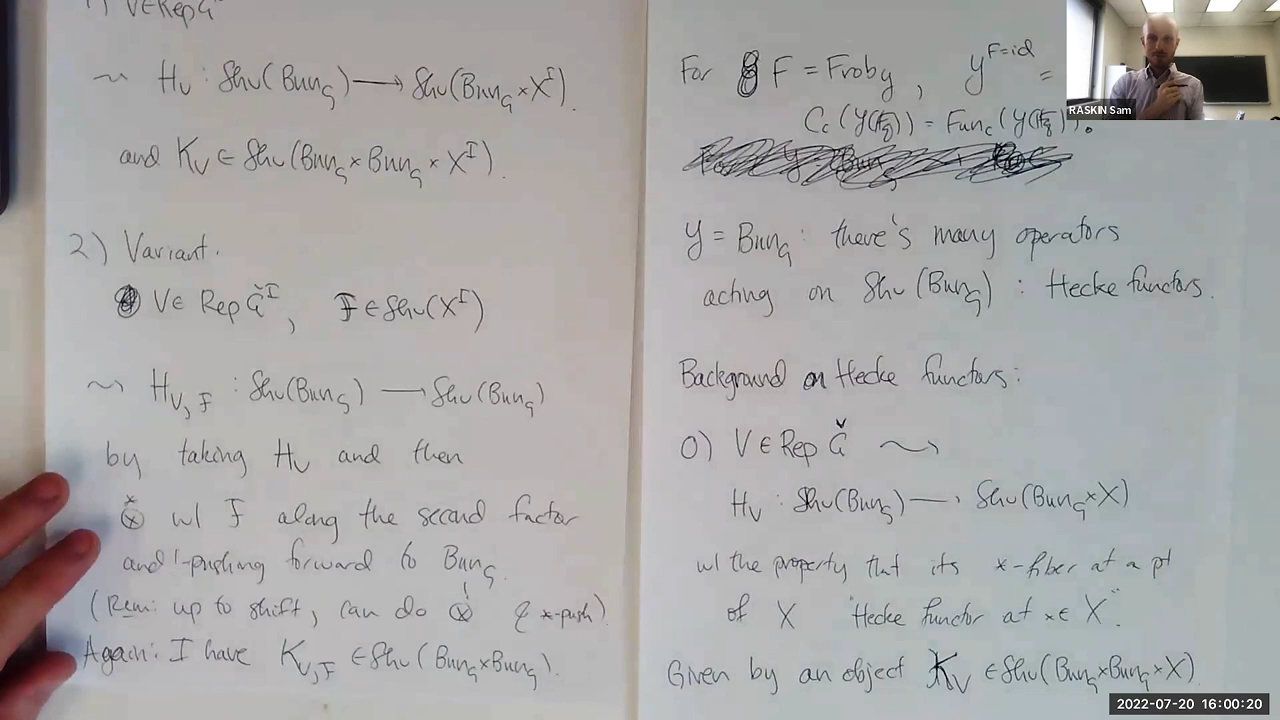 1) V∈Rep Ğ^I
⤳ H_V : Shv(Bun_G) ⟶ Shv(Bun_G × X^I).
and K_V ∈ Shv(Bun_G × Bun_G × X^I).
2) Variant.
V∈ Rep Ğ^I, F∈Shv(X^I)
⤳ H_{V,F} : Shv(Bun_G) ⟶ Shv(Bun_G)
by taking H_V and then
⊗^* w/ F along the second factor
and !-pushing forward to Bun_G.
(Rem: up to shift, can do ⊗^! & *-push).
Again: I have K_{V,F} ∈ Shv(Bun_G×Bun_G).
For F = Frob_Y, Y^{F=id} =
C_c(Y(F_q)) = Fun_c(Y(F_q)).
Y = Bun_G : there's many operators
acting on Shv(Bun_G) : Hecke functors.
Background on Hecke functors:
0) V∈ Rep Ğ ⤳
H_V : Shv(Bun_G) ⟶ Shv(Bun_G×X)
w/ the property that its *-fiber at a pt
of X "Hecke functor at x∈X".
Given by an object K_V ∈Shv(Bun_G×Bun_G×X)
RASKIN Sam
2022-07-20 16:00:20